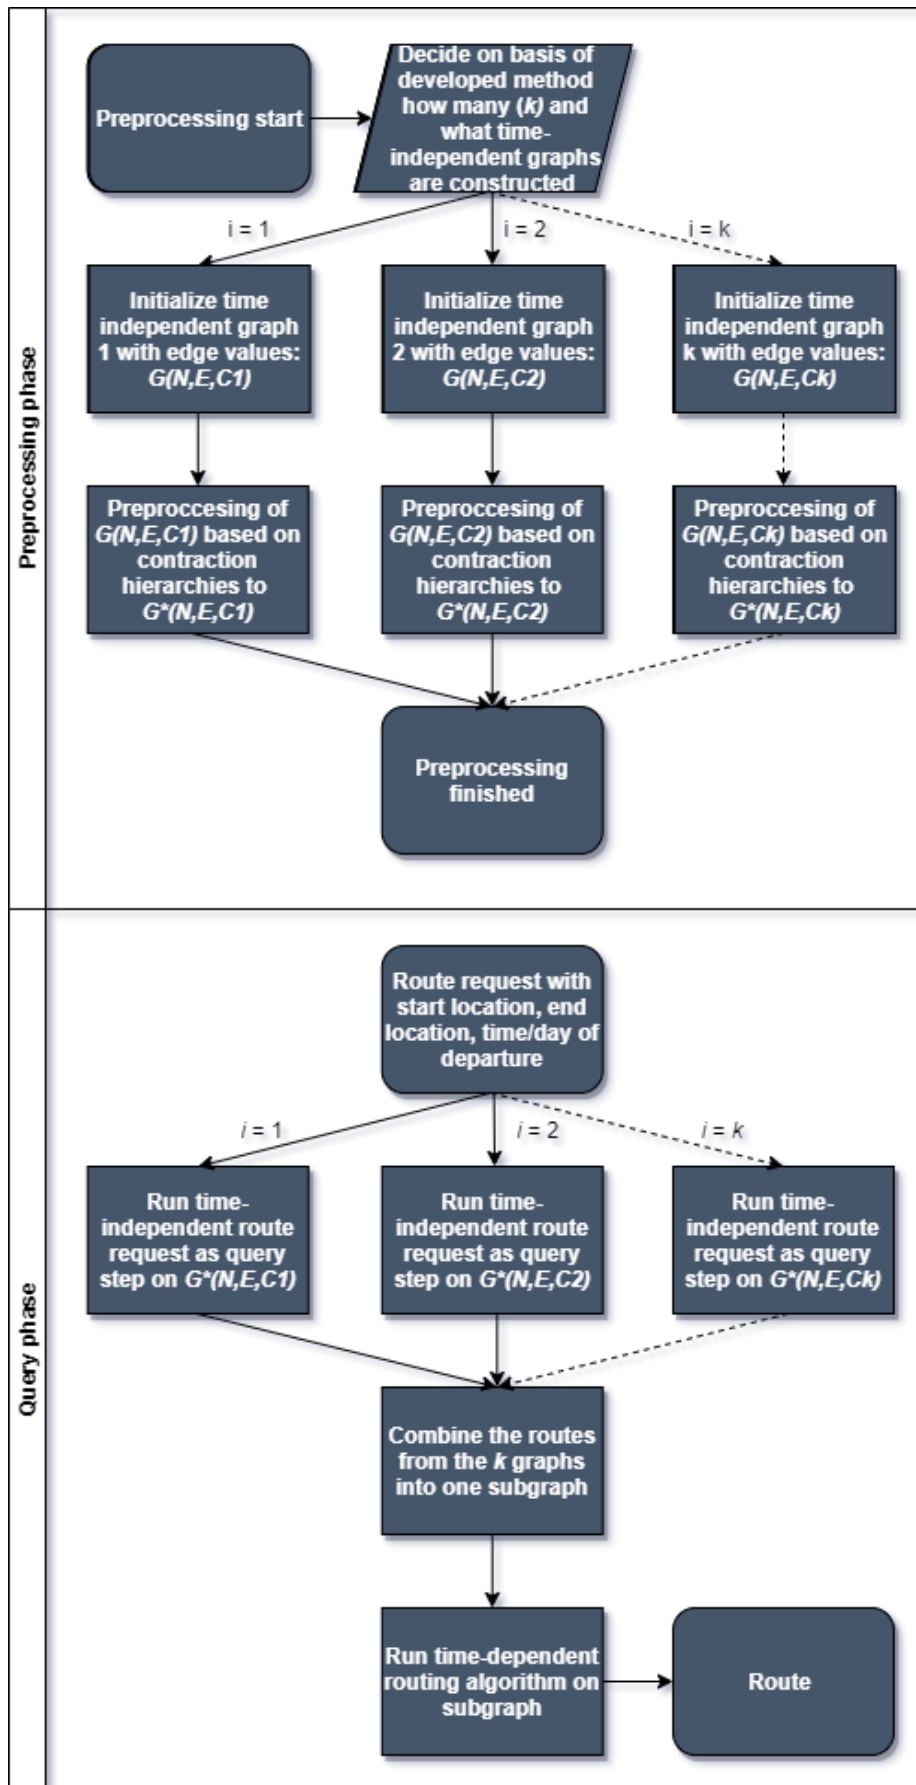 Preprocessing phase
Preprocessing start
Decide on basis of
developed method
how many (k) and
what time-
independent graphs
are constructed
i = 1
i = 2
i = k
Initialize time
independent graph
1 with edge values:
G(N,E,C1)
Initialize time
independent graph
2 with edge values:
G(N,E,C2)
Initialize time
independent graph
k with edge values:
G(N,E,Ck)
Preproccesing of
G(N,E,C1) based on
contraction
hierarchies to
G*(N,E,C1)
Preproccesing of
G(N,E,C2) based on
contraction
hierarchies to
G*(N,E,C2)
Preproccesing of
G(N,E,Ck) based on
contraction
hierarchies to
G*(N,E,Ck)
Preprocessing
finished
Query phase
Route request with
start location, end
location, time/day of
departure
i = 1
i = 2
i = k
Run time-
independent route
request as query
step on G*(N,E,C1)
Run time-
independent route
request as query
step on G*(N,E,C2)
Run time-
independent route
request as query
step on G*(N,E,Ck)
Combine the routes
from the k graphs
into one subgraph
Run time-dependent
routing algorithm on
subgraph
Route